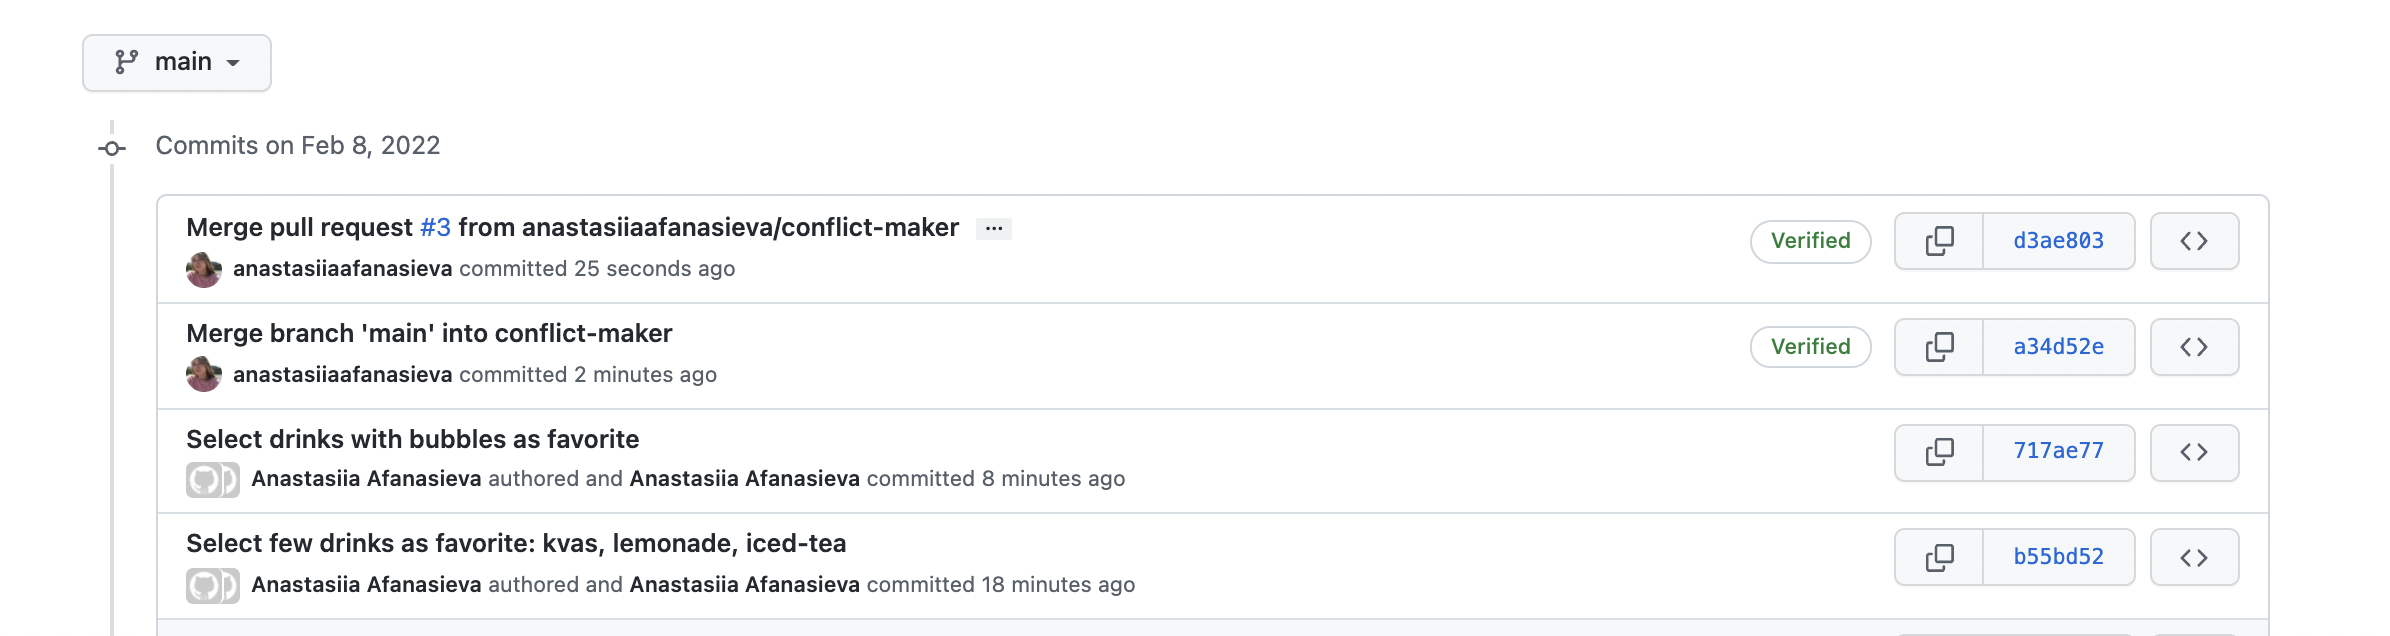 main
Commits on Feb 8, 2022
Merge pull request #3 from anastasiiaafanasieva/conflict-maker ...
anastasiiaafanasieva committed 25 seconds ago
Verified
d3ae803
Merge branch 'main' into conflict-maker
anastasiiaafanasieva committed 2 minutes ago
Verified
a34d52e
Select drinks with bubbles as favorite
Anastasiia Afanasieva authored and Anastasiia Afanasieva committed 8 minutes ago
717ae77
Select few drinks as favorite: kvas, lemonade, iced-tea
Anastasiia Afanasieva authored and Anastasiia Afanasieva committed 18 minutes ago
b55bd52